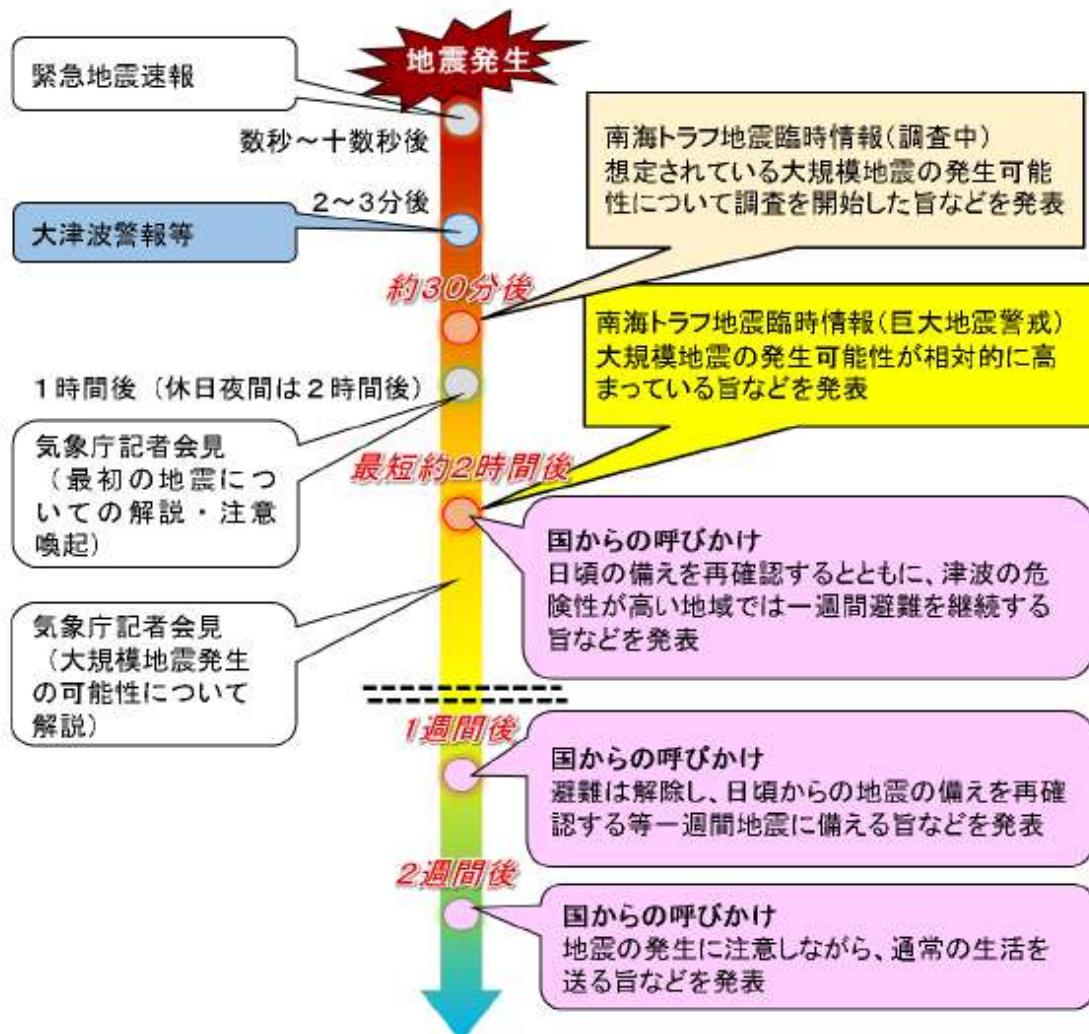 地震発生
緊急地震速報
数秒～十数秒後
2～3分後
大津波警報等
南海トラフ地震臨時情報（調査中）
想定されている大規模地震の発生可能
性について調査を開始した旨などを発表
約30分後
南海トラフ地震臨時情報（巨大地震警戒）
大規模地震の発生可能性が相対的に高
まっている旨などを発表
1時間後（休日夜間は2時間後）
気象庁記者会見
（最初の地震につ
いての解説・注意
喚起）
最短約2時間後
国からの呼びかけ
日頃の備えを再確認するとともに、津波の危
険性が高い地域では一週間避難を継続する
旨などを発表
気象庁記者会見
（大規模地震発生
の可能性について
解説）
1週間後
国からの呼びかけ
避難は解除し、日頃からの地震の備えを再確
認する等一週間地震に備える旨などを発表
2週間後
国からの呼びかけ
地震の発生に注意しながら、通常の生活を
送る旨などを発表